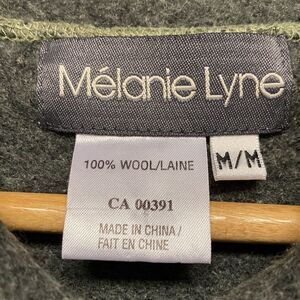 Mélanie Lyne
100% WOOL/LAINE
M/M
CA 00391
MADE IN CHINA/
FAIT EN CHINE